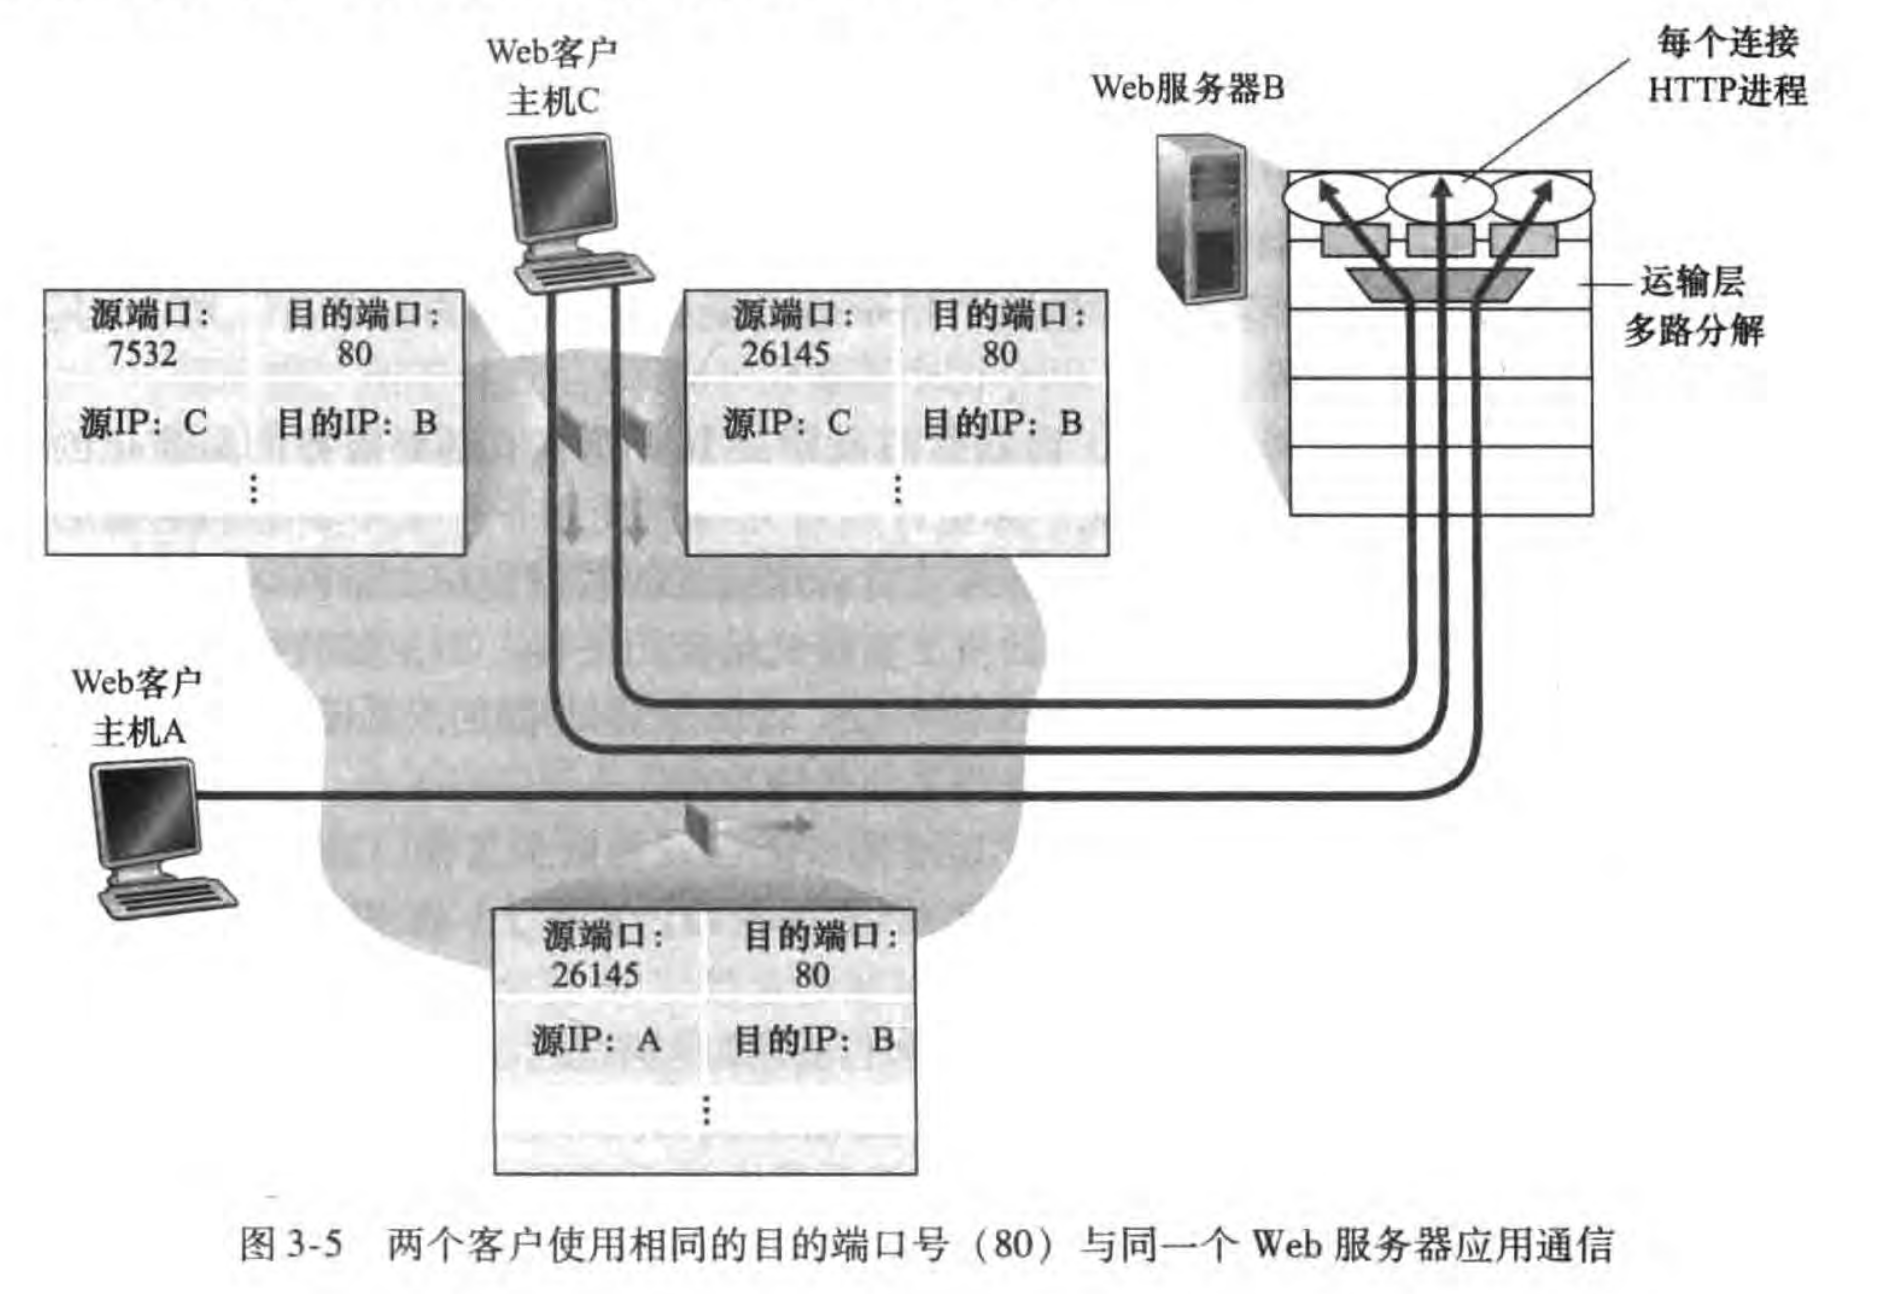 Web客户
主机C
Web服务器B
每个连接
HTTP进程
运输层
多路分解
源端口： 目的端口：
7532 80
源IP： C 目的IP： B
⋮
源端口： 目的端口：
26145 80
源IP： C 目的IP： B
⋮
Web客户
主机A
源端口： 目的端口：
26145 80
源IP： A 目的IP： B
⋮
图 3-5 两个客户使用相同的目的端口号（80）与同一个 Web 服务器应用通信